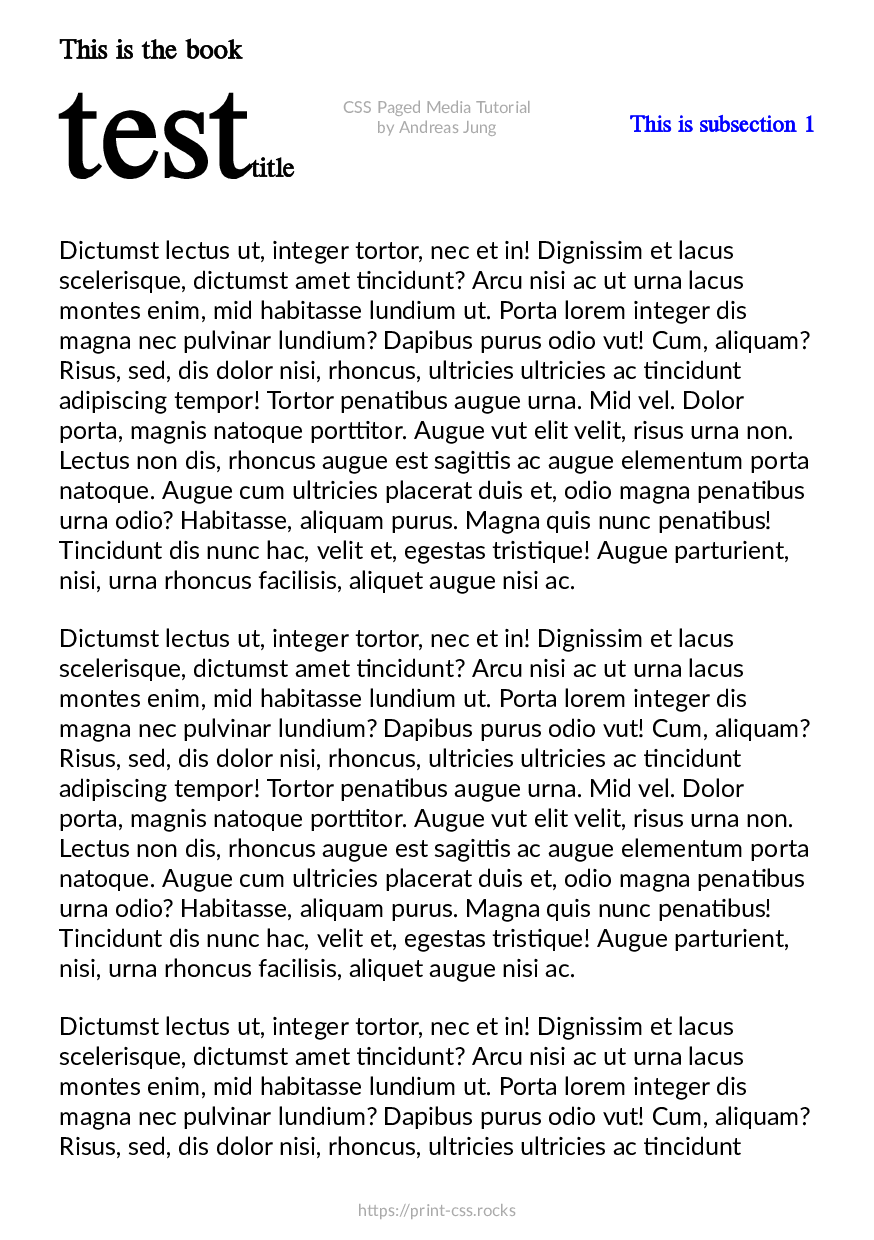 This is the book
testtitle
CSS Paged Media Tutorial
by Andreas Jung
This is subsection 1
Dictumst lectus ut, integer tortor, nec et in! Dignissim et lacus
scelerisque, dictumst amet tincidunt? Arcu nisi ac ut urna lacus
montes enim, mid habitasse lundium ut. Porta lorem integer dis
magna nec pulvinar lundium? Dapibus purus odio vut! Cum, aliquam?
Risus, sed, dis dolor nisi, rhoncus, ultricies ultricies ac tincidunt
adipiscing tempor! Tortor penatibus augue urna. Mid vel. Dolor
porta, magnis natoque porttitor. Augue vut elit velit, risus urna non.
Lectus non dis, rhoncus augue est sagittis ac augue elementum porta
natoque. Augue cum ultricies placerat duis et, odio magna penatibus
urna odio? Habitasse, aliquam purus. Magna quis nunc penatibus!
Tincidunt dis nunc hac, velit et, egestas tristique! Augue parturient,
nisi, urna rhoncus facilisis, aliquet augue nisi ac.
Dictumst lectus ut, integer tortor, nec et in! Dignissim et lacus
scelerisque, dictumst amet tincidunt? Arcu nisi ac ut urna lacus
montes enim, mid habitasse lundium ut. Porta lorem integer dis
magna nec pulvinar lundium? Dapibus purus odio vut! Cum, aliquam?
Risus, sed, dis dolor nisi, rhoncus, ultricies ultricies ac tincidunt
adipiscing tempor! Tortor penatibus augue urna. Mid vel. Dolor
porta, magnis natoque porttitor. Augue vut elit velit, risus urna non.
Lectus non dis, rhoncus augue est sagittis ac augue elementum porta
natoque. Augue cum ultricies placerat duis et, odio magna penatibus
urna odio? Habitasse, aliquam purus. Magna quis nunc penatibus!
Tincidunt dis nunc hac, velit et, egestas tristique! Augue parturient,
nisi, urna rhoncus facilisis, aliquet augue nisi ac.
Dictumst lectus ut, integer tortor, nec et in! Dignissim et lacus
scelerisque, dictumst amet tincidunt? Arcu nisi ac ut urna lacus
montes enim, mid habitasse lundium ut. Porta lorem integer dis
magna nec pulvinar lundium? Dapibus purus odio vut! Cum, aliquam?
Risus, sed, dis dolor nisi, rhoncus, ultricies ultricies ac tincidunt
https://print-css.rocks